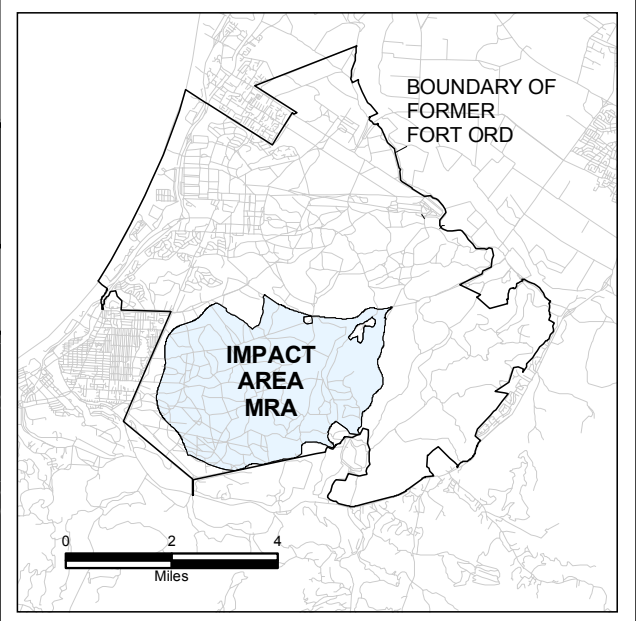 BOUNDARY OF
FORMER
FORT ORD
IMPACT
AREA
MRA
0 2 4
Miles